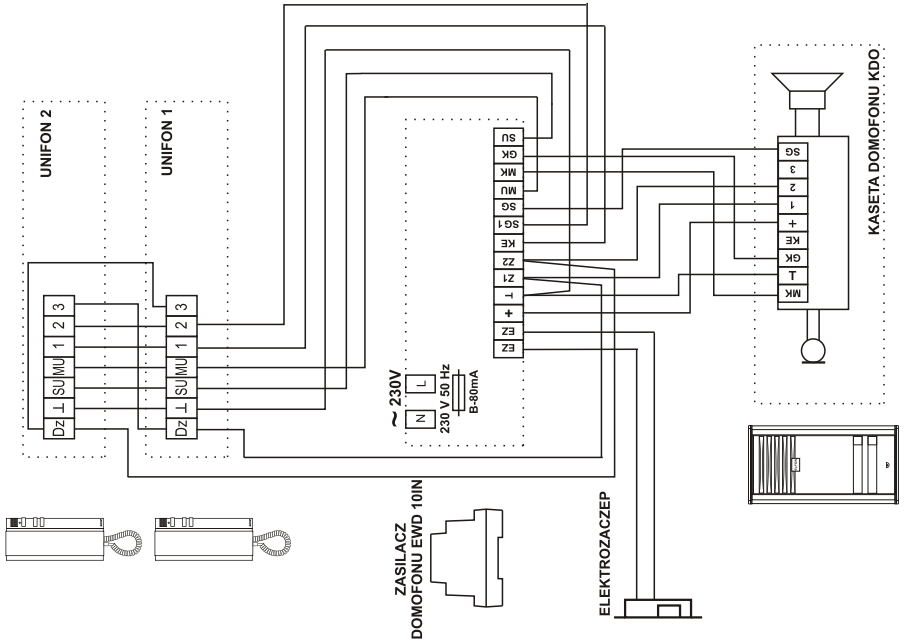 UNIFON 2
3
2
1
MU
SU
⊥
Dz
UNIFON 1
3
2
1
MU
SU
⊥
Dz
SU
GK
MK
MU
SG
SG1
KE
Z2
Z1
⊥
+
EZ
EZ
~ 230V
L
N
230 V 50 Hz
B-80mA
KASETA DOMOFONU KDO
SG
3
2
1
+
KE
GK
⊥
MK
ZASILACZ
DOMOFONU EWD 10IN
ELEKTROZACZEP